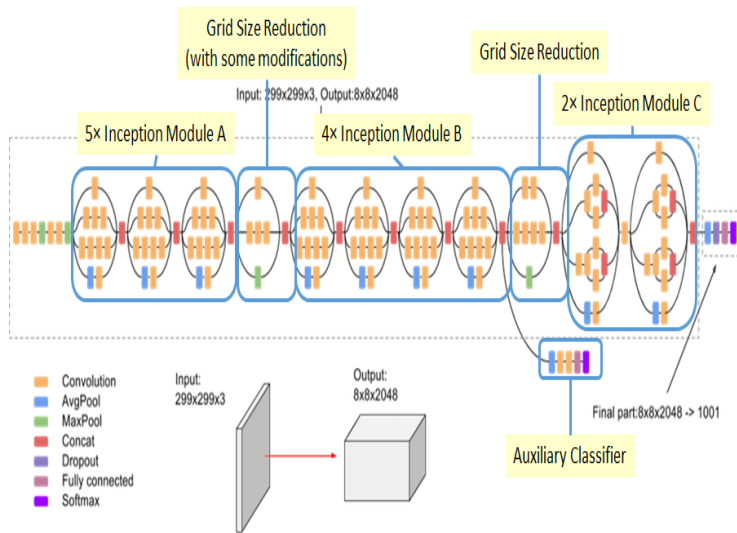 Grid Size Reduction
(with some modifications)
Grid Size Reduction
Input: 299x299x3, Output:8x8x2048
2× Inception Module C
5× Inception Module A
4× Inception Module B
Convolution
AvgPool
MaxPool
Concat
Dropout
Fully connected
Softmax
Input:
299x299x3
Output:
8x8x2048
Final part:8x8x2048 -> 1001
Auxiliary Classifier